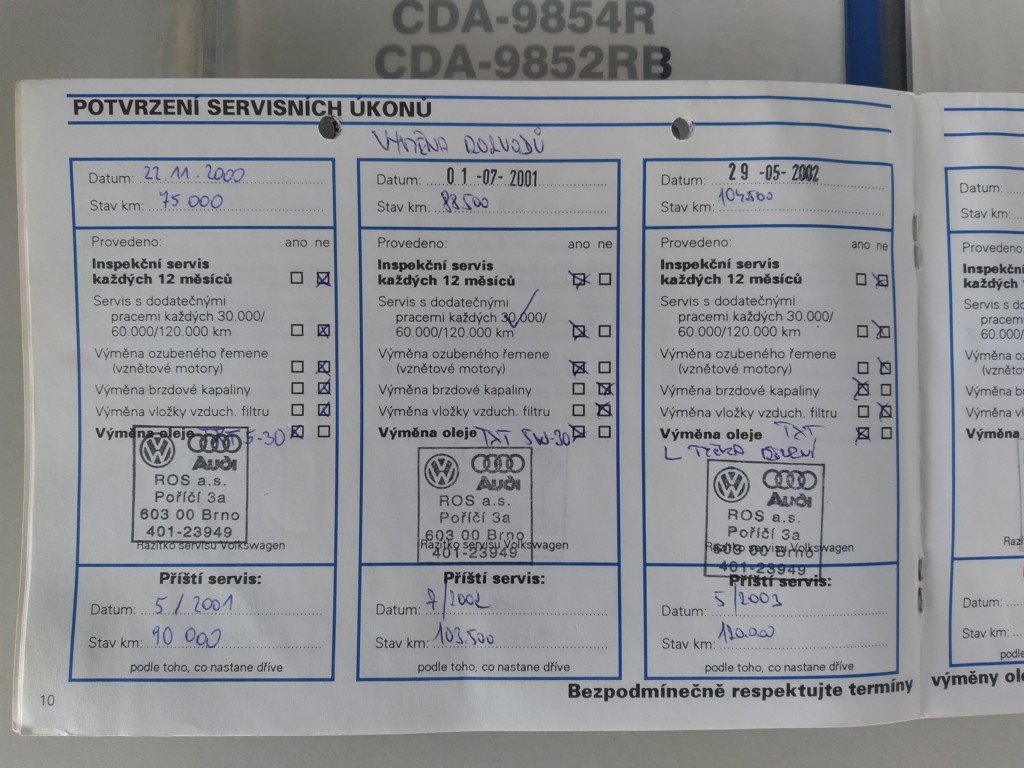 CDA-9854R
CDA-9852RB
POTVRZENÍ SERVISNÍCH ÚKONŮ
VÝMĚNA ROZVODŮ
Datum: 22.11.2000
Stav km: 75 000
Provedeno: ano ne
Inspekční servis
každých 12 měsíců
Servis s dodatečnými
pracemi každých 30.000/
60.000/120.000 km
Výměna ozubeného řemene
(vznětové motory)
Výměna brzdové kapaliny
Výměna vložky vzduch. filtru
Výměna oleje TXT 5-30
Audi
ROS a.s.
Poříčí 3a
603 00 Brno
401-23949
Razítko servisu Volkswagen
Příští servis:
Datum: 5/2001
Stav km: 90 000
podle toho, co nastane dříve
Datum: 01-07-2001
Stav km: 88.500
Provedeno: ano ne
Inspekční servis
každých 12 měsíců
Servis s dodatečnými
pracemi každých 30.000/
60.000/120.000 km
Výměna ozubeného řemene
(vznětové motory)
Výměna brzdové kapaliny
Výměna vložky vzduch. filtru
Výměna oleje TXT 5W-30
Audi
ROS a.s.
Poříčí 3a
603 00 Brno
Razítko servisu Volkswagen
401-23949
Příští servis:
Datum: 7/2002
Stav km: 103.500
podle toho, co nastane dříve
Datum: 29-05-2002
Stav km: 104500
Provedeno: ano ne
Inspekční servis
každých 12 měsíců
Servis s dodatečnými
pracemi každých 30.000/
60.000/120.000 km
Výměna ozubeného řemene
(vznětové motory)
Výměna brzdové kapaliny
Výměna vložky vzduch. filtru
Výměna oleje TXT
Audi
ROS a.s.
Poříčí 3a
603 00 Brno
Razítko servisu Volkswagen
401-23949
Příští servis:
Datum: 5/2003
Stav km: 120.000
podle toho, co nastane dříve
10
Bezpodmínečně respektujte termíny výměny
Datum:
Stav km:
Provedeno
každých
60.000/
Výměna
Datum:
Stav km: